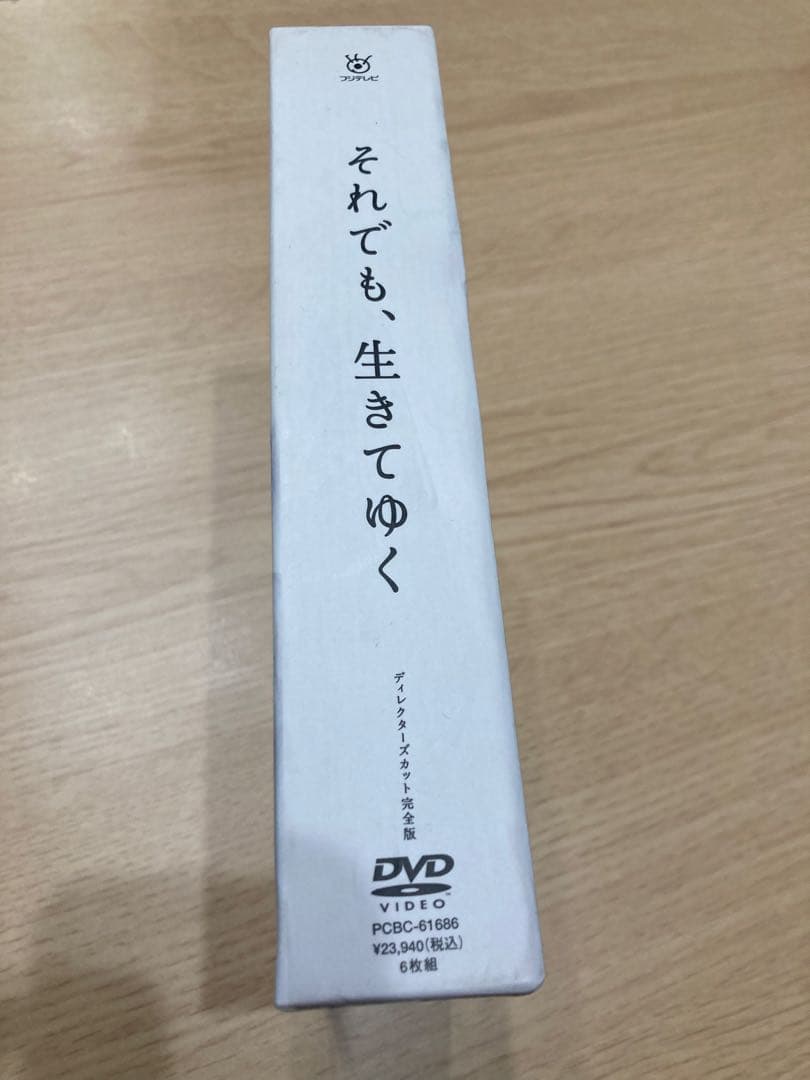 フジテレビ
それでも、生きてゆく
ディレクターズカット完全版
DVD
VIDEO
PCBC-61686
¥23,940(税込)
6枚組